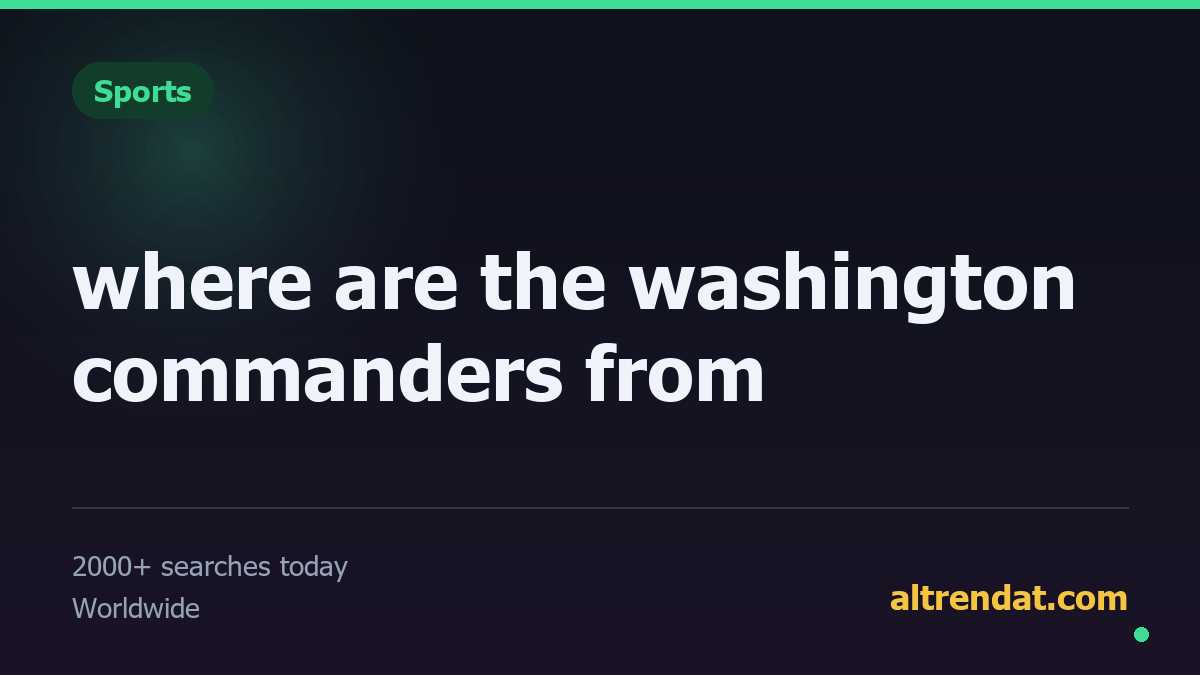 Sports
where are the washington
commanders from
2000+ searches today
Worldwide
altrendat.com